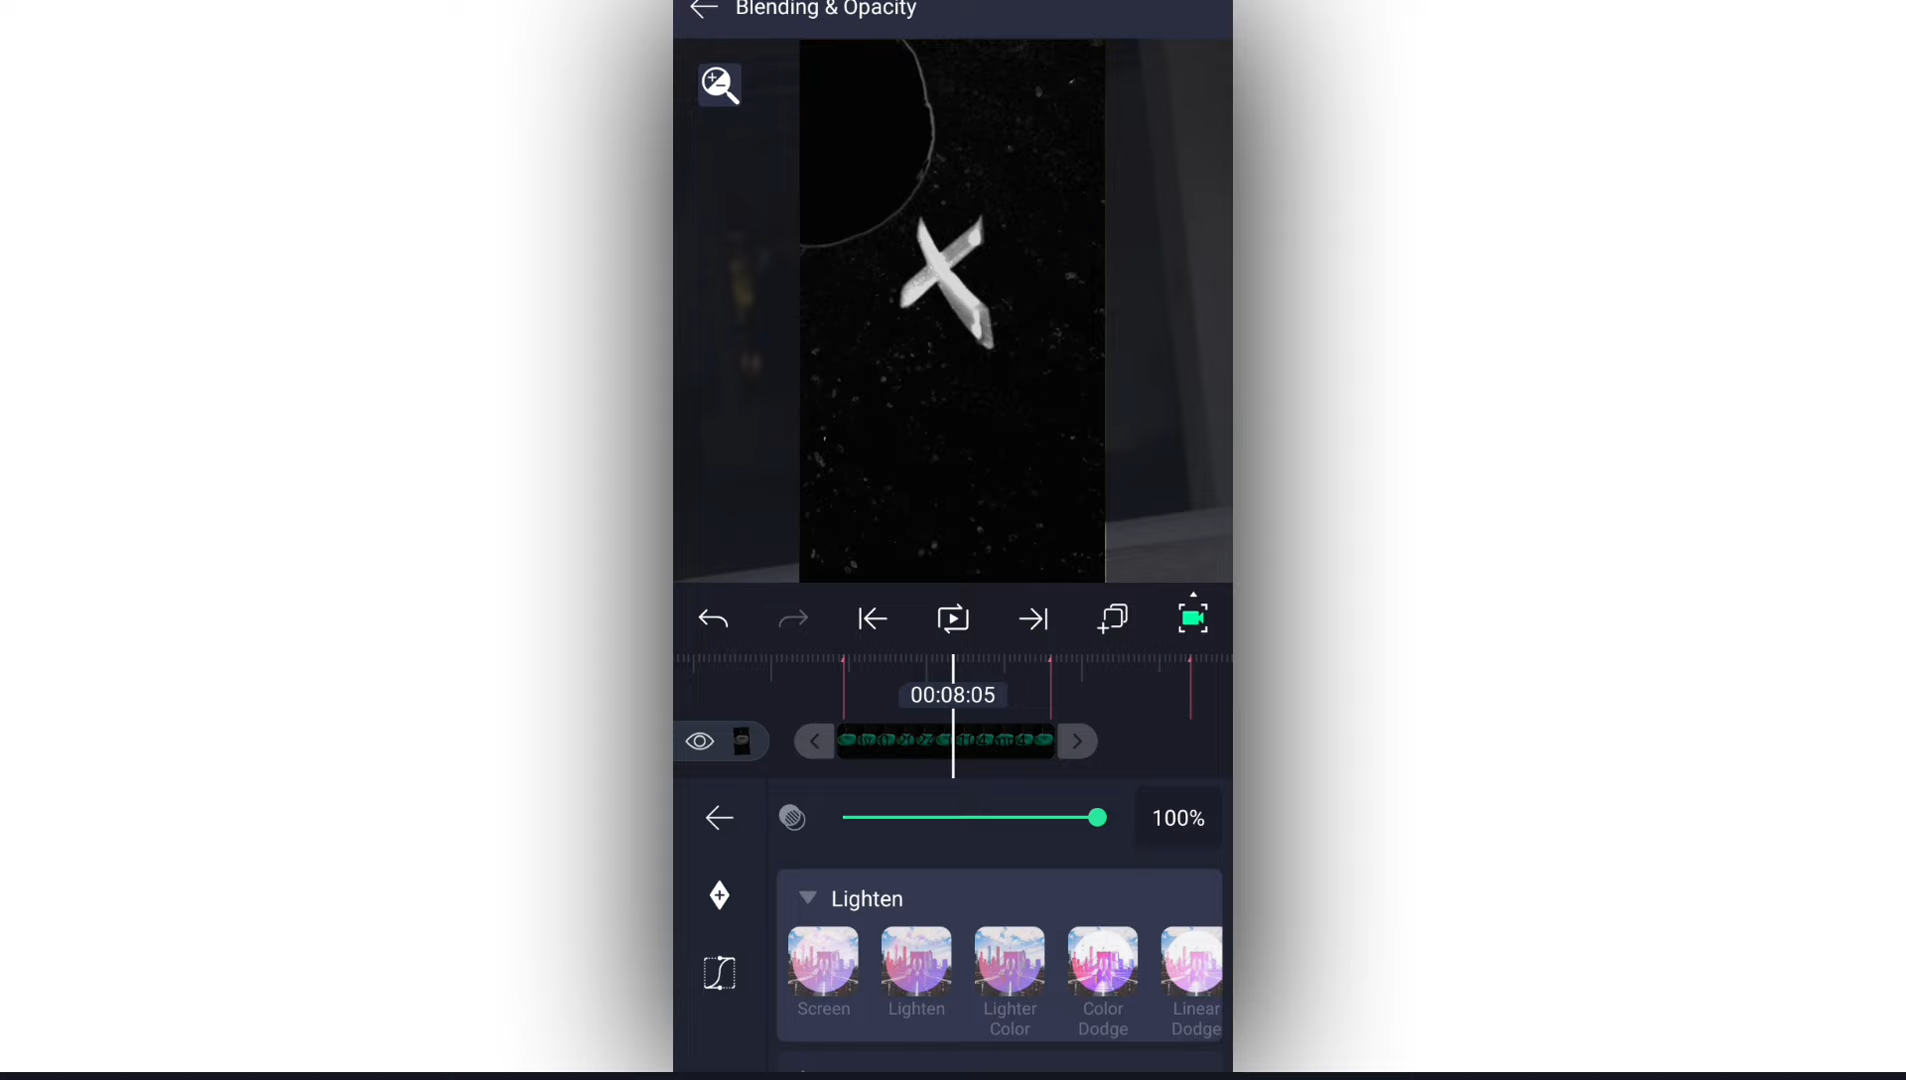 Blending & Opacity
00:08:05
100%
Lighten
Screen
Lighten
Lighter
Color
Color
Dodge
Linear
Dodge